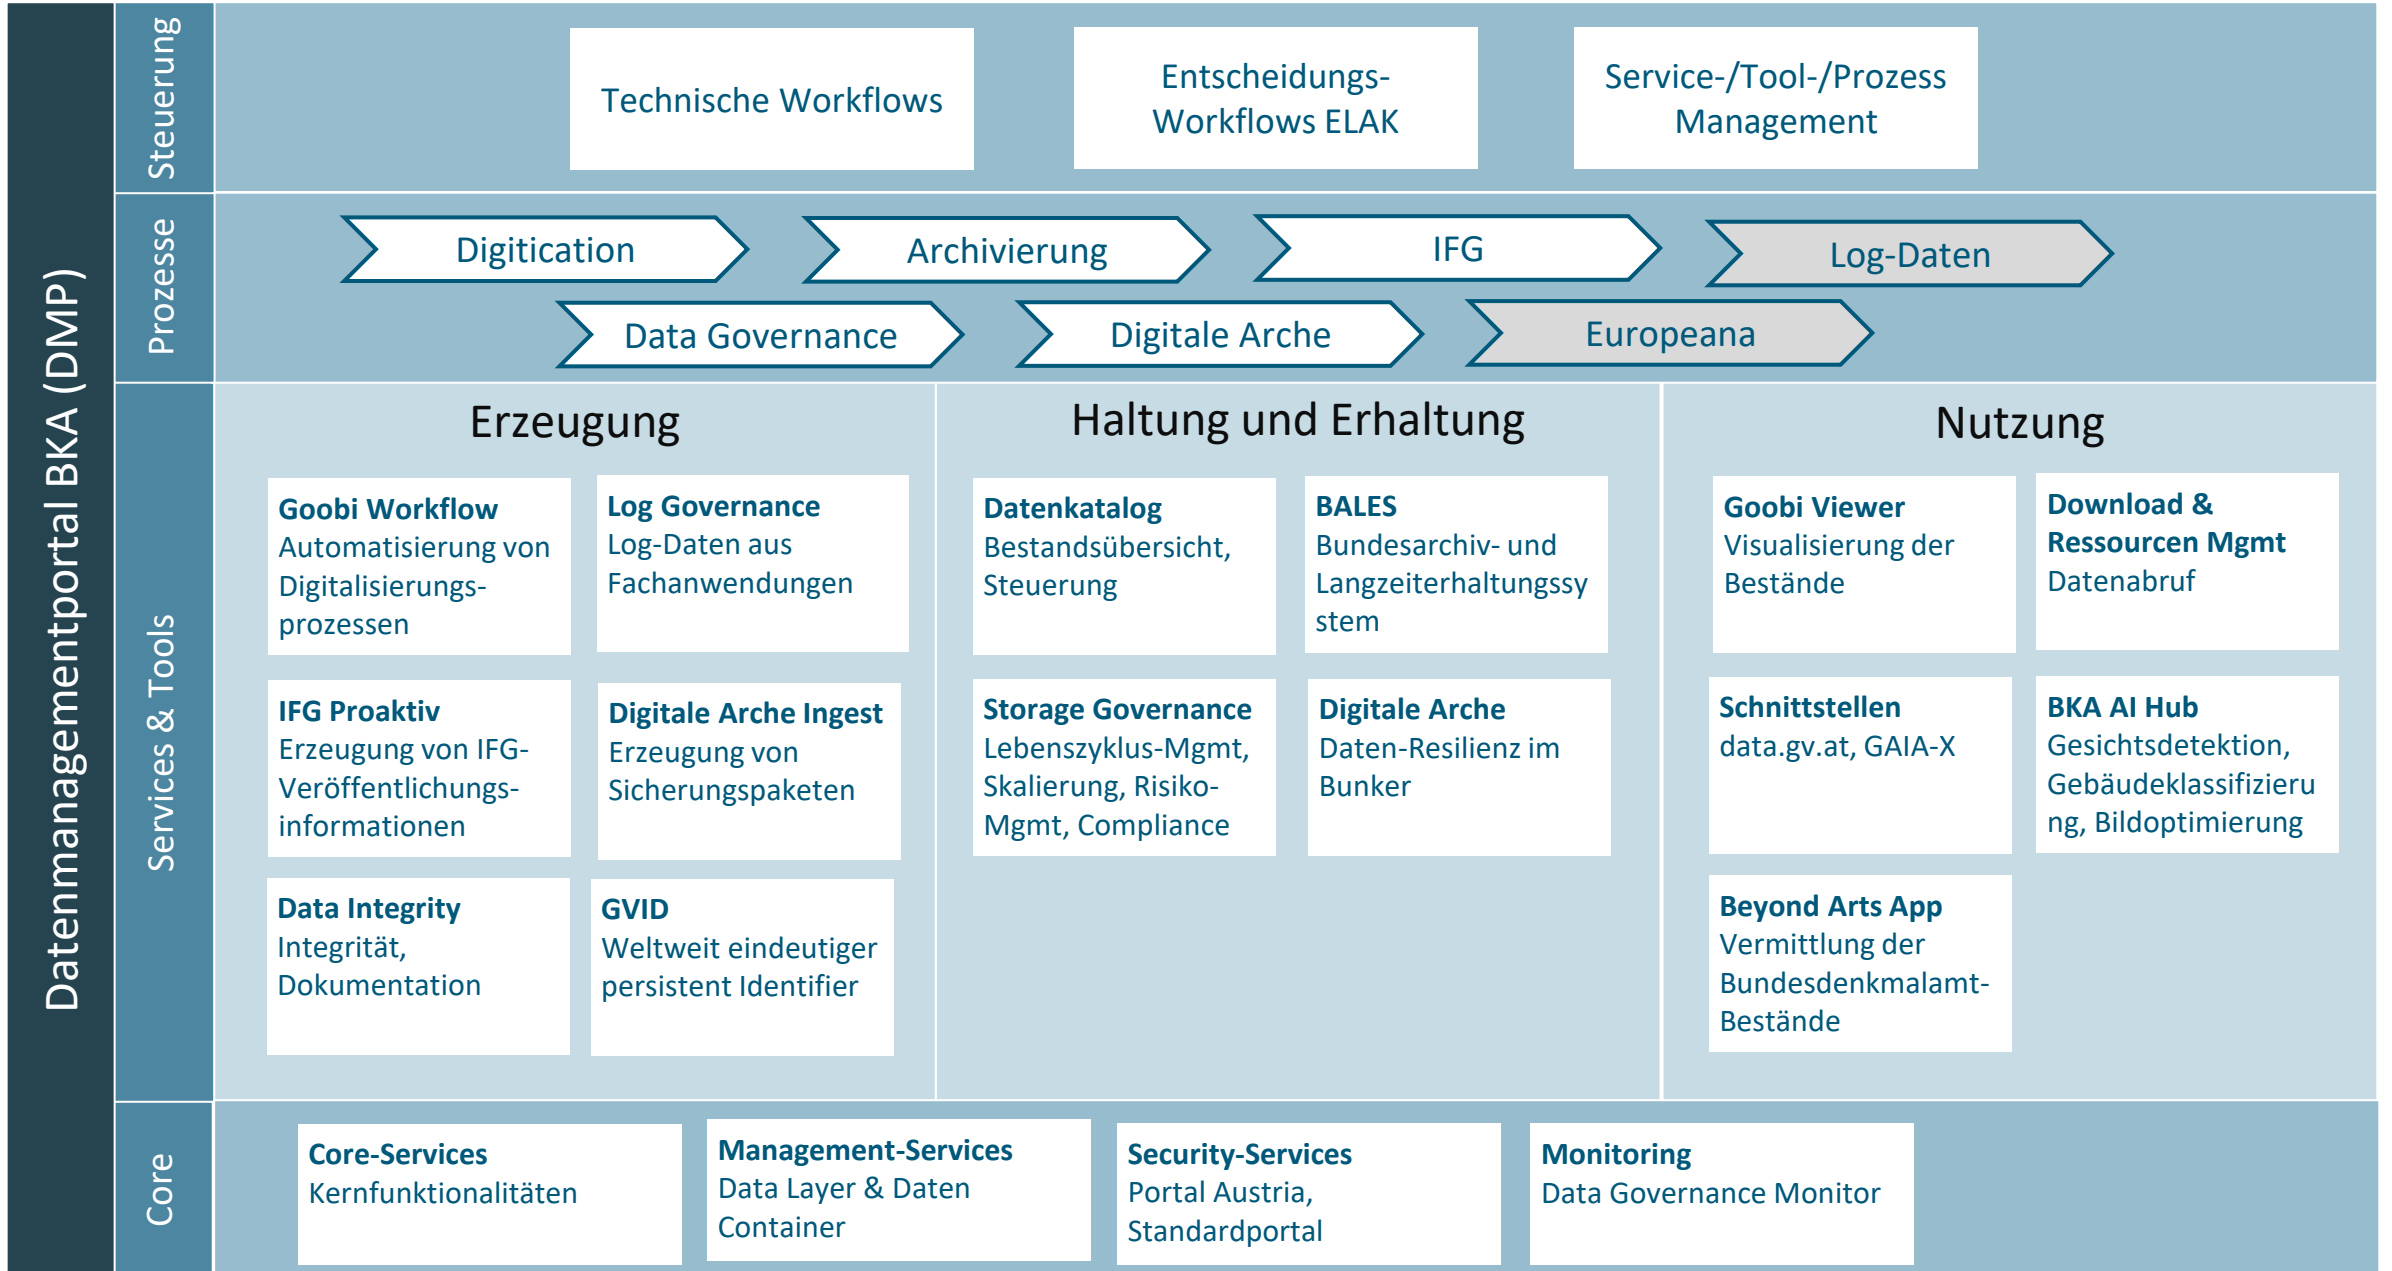 Datenmanagementportal BKA (DMP)
Steuerung
Technische Workflows
Entscheidungs-
Workflows ELAK
Service-/Tool-/Prozess
Management
Prozesse
Digitication
Archivierung
IFG
Log-Daten
Data Governance
Digitale Arche
Europeana
Services & Tools
Erzeugung
Goobi Workflow
Automatisierung von
Digitalisierungs-
prozessen
Log Governance
Log-Daten aus
Fachanwendungen
IFG Proaktiv
Erzeugung von IFG-
Veröffentlichungs-
informationen
Digitale Arche Ingest
Erzeugung von
Sicherungspaketen
Data Integrity
Integrität,
Dokumentation
GVID
Weltweit eindeutiger
persistent Identifier
Haltung und Erhaltung
Datenkatalog
Bestandsübersicht,
Steuerung
BALES
Bundesarchiv- und
Langzeiterhaltungssy
stem
Storage Governance
Lebenszyklus-Mgmt,
Skalierung, Risiko-
Mgmt, Compliance
Digitale Arche
Daten-Resilienz im
Bunker
Nutzung
Goobi Viewer
Visualisierung der
Bestände
Download &
Ressourcen Mgmt
Datenabruf
Schnittstellen
data.gv.at, GAIA-X
BKA AI Hub
Gesichtsdetektion,
Gebäudeklassifizieru
ng, Bildoptimierung
Beyond Arts App
Vermittlung der
Bundesdenkmalamt-
Bestände
Core
Core-Services
Kernfunktionalitäten
Management-Services
Data Layer & Daten
Container
Security-Services
Portal Austria,
Standardportal
Monitoring
Data Governance Monitor